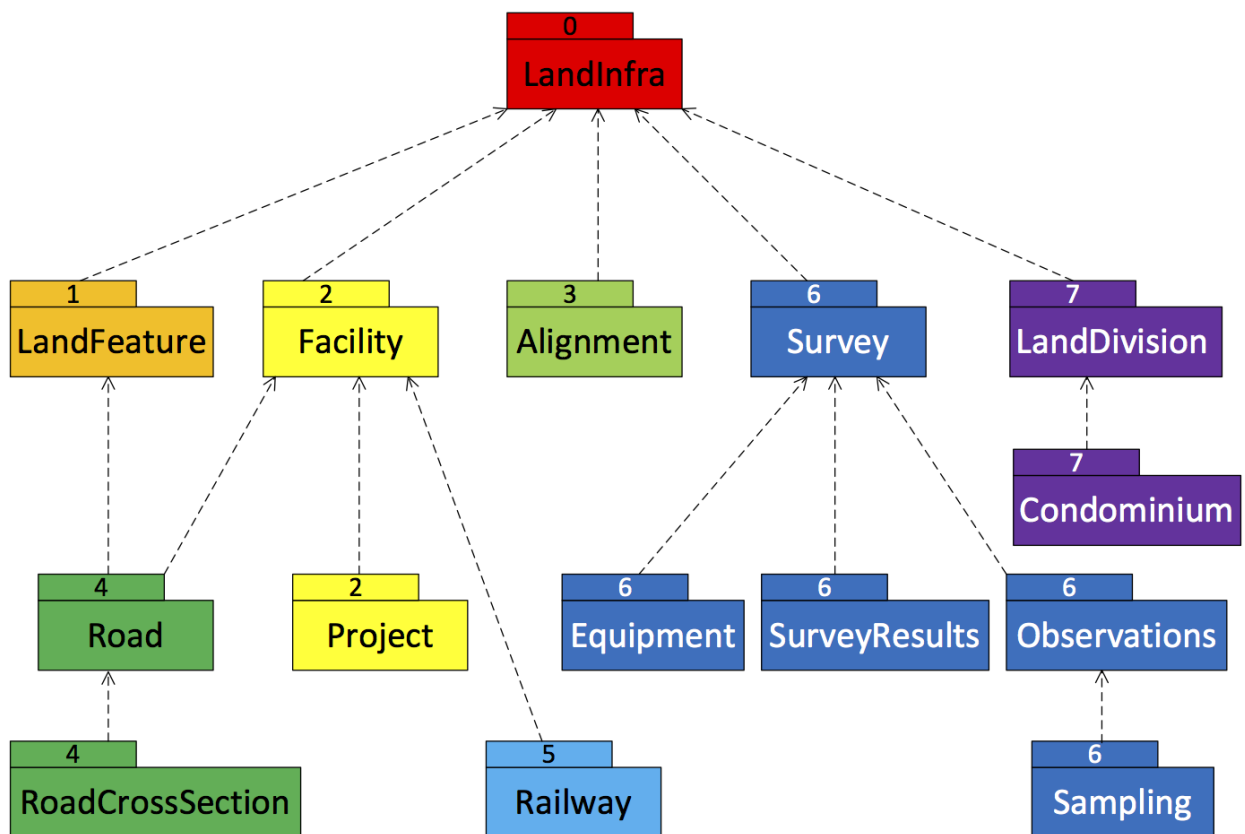 0
LandInfra
1
LandFeature
2
Facility
3
Alignment
6
Survey
7
LandDivision
7
Condominium
4
Road
2
Project
6
Equipment
6
SurveyResults
6
Observations
4
RoadCrossSection
5
Railway
6
Sampling